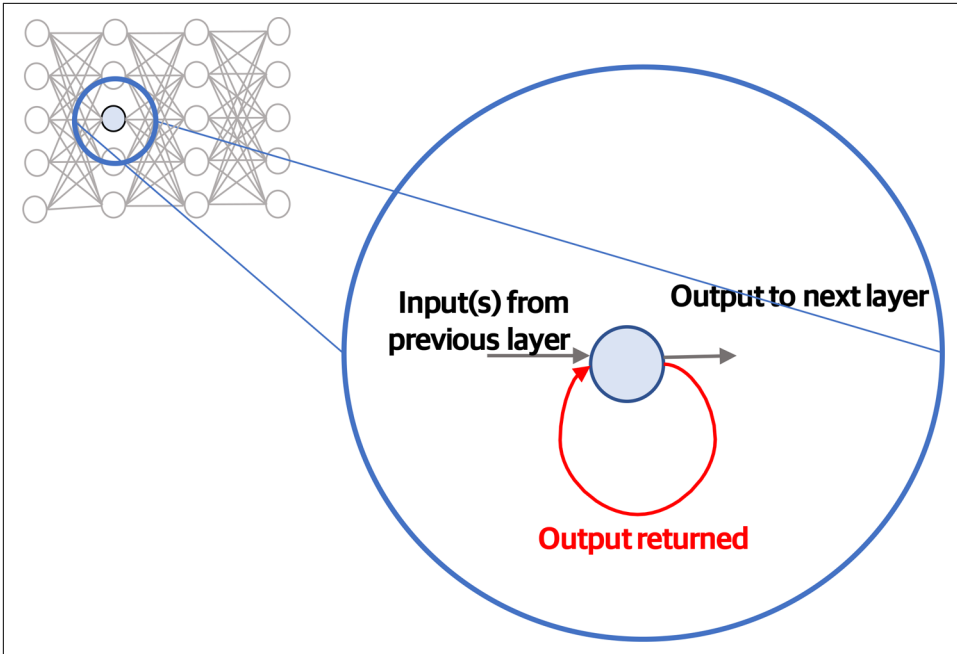 Input(s) from
previous layer
Output to next layer
Output returned